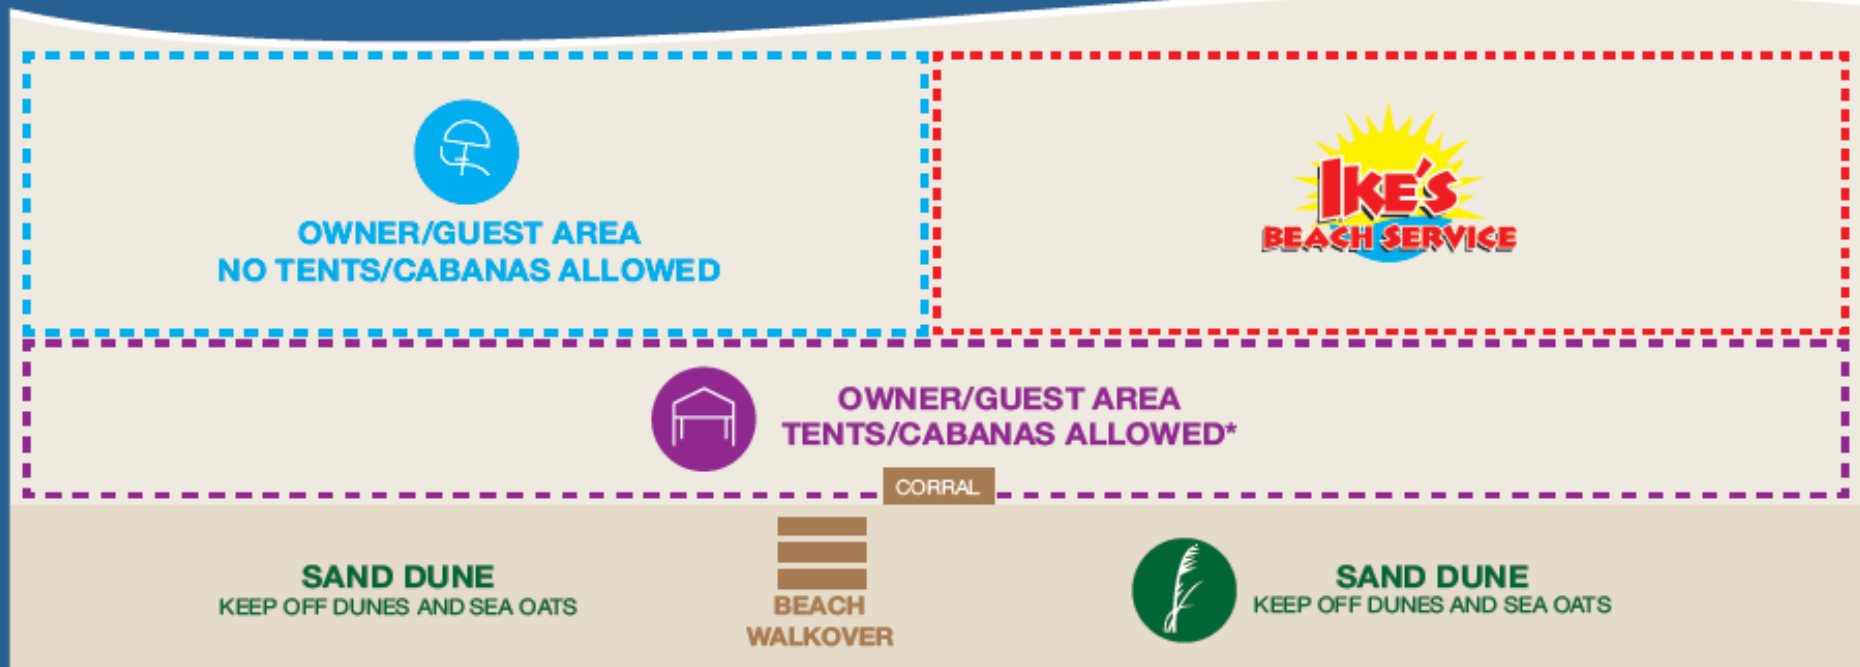 OWNER/GUEST AREA
NO TENTS/CABANAS ALLOWED
IKE'S
BEACH SERVICE
OWNER/GUEST AREA
TENTS/CABANAS ALLOWED*
CORRAL
SAND DUNE
KEEP OFF DUNES AND SEA OATS
BEACH
WALKOVER
SAND DUNE
KEEP OFF DUNES AND SEA OATS